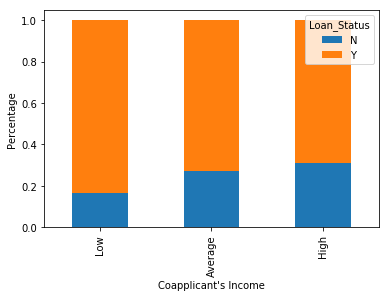 Loan_Status
N
Y
1.0
0.8
0.6
0.4
0.2
0.0
Percentage
Low
Average
High
Coapplicant's Income